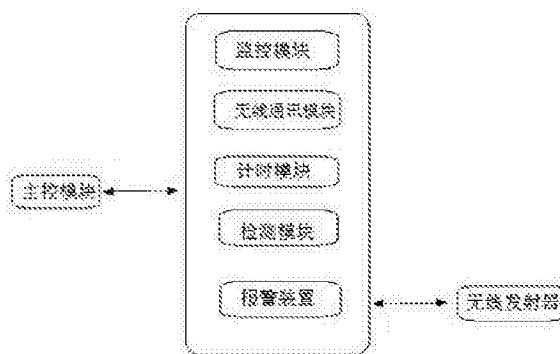 监控模块
无线通讯模块
计时模块
主控模块
检测模块
报警装置
无线发射器